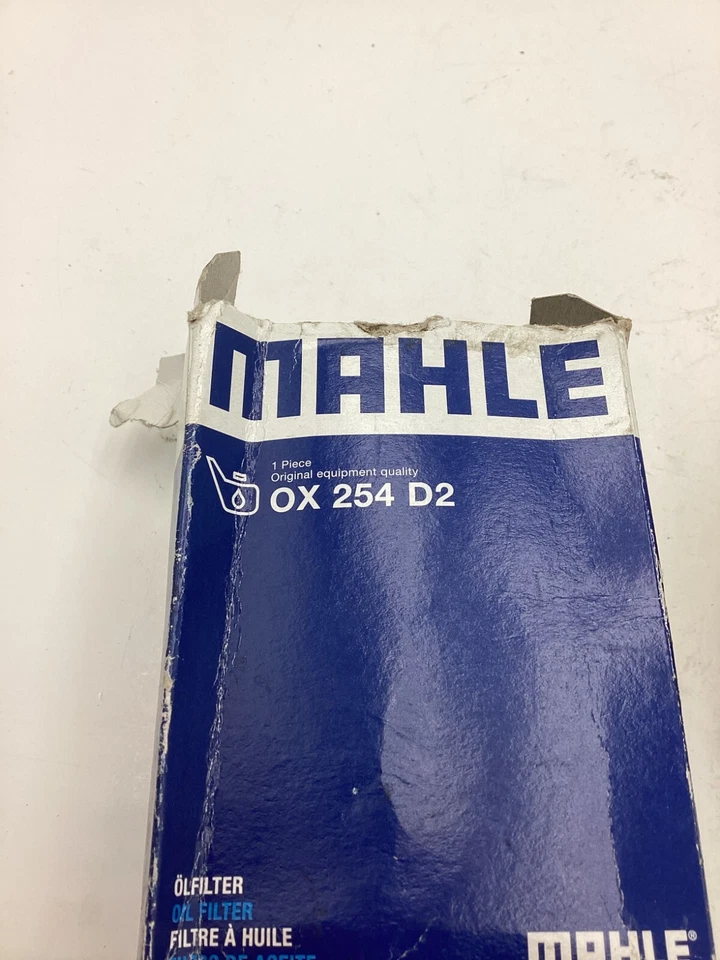 MAHLE
1 Piece
Original equipment quality
OX 254 D2
ÖLFILTER
OIL FILTER
FILTRE À HUILE
MAHLE®